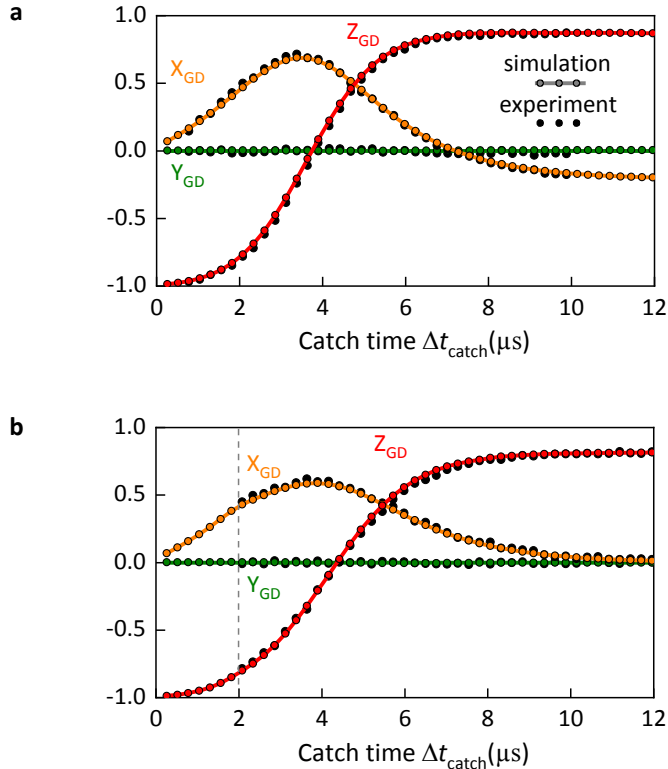 a
1.0
0.5
0.0
-0.5
-1.0
X_GD
Y_GD
Z_GD
simulation
experiment
0 2 4 6 8 10 12
Catch time Δt_catch(μs)
b
1.0
0.5
0.0
-0.5
-1.0
X_GD
Y_GD
Z_GD
0 2 4 6 8 10 12
Catch time Δt_catch(μs)